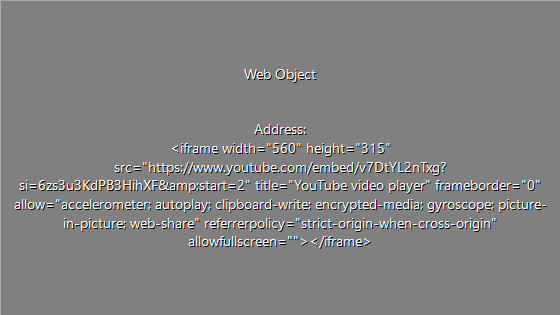 Web Object
Address:
<iframe width="560" height="315"
src="https://www.youtube.com/embed/v7DtYL2nTxg?
si=6zs3u3KdPB3HihXF&amp;start=2" title="YouTube video player" frameborder="0"
allow="accelerometer; autoplay; clipboard-write; encrypted-media; gyroscope; picture-
in-picture; web-share" referrerpolicy="strict-origin-when-cross-origin"
allowfullscreen=""></iframe>